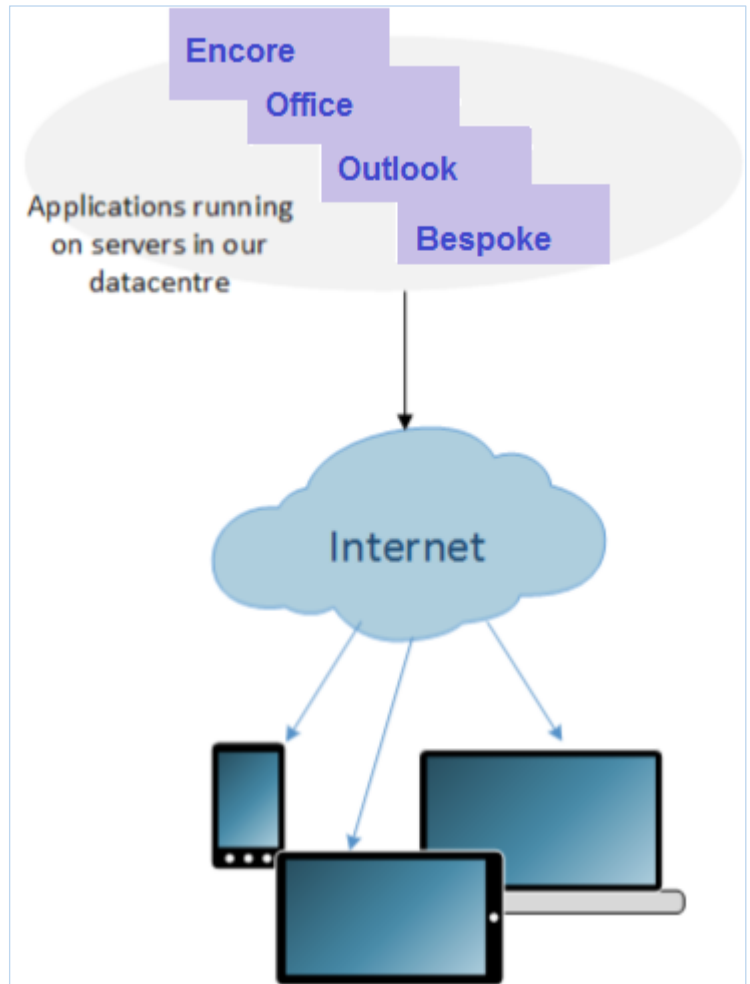 Encore
Office
Outlook
Bespoke
Applications running
on servers in our
datacentre
Internet